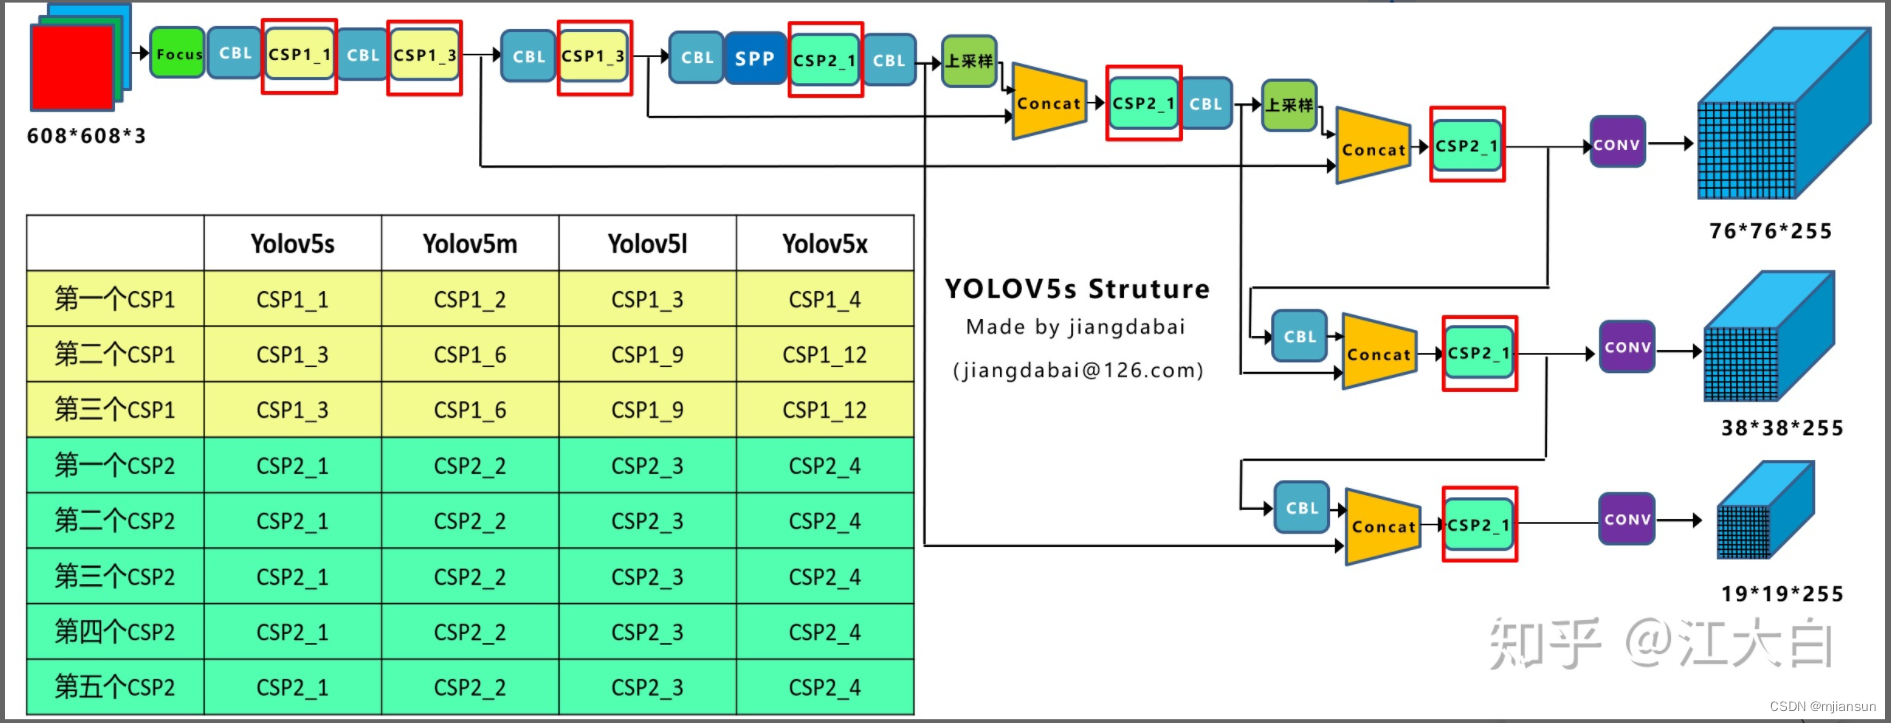 Focus CBL CSP1_1 CBL CSP1_3 CBL CSP1_3 CBL SPP CSP2_1 CBL 上采样
Concat CSP2_1 CBL 上采样
Concat CSP2_1 CONV
608*608*3
76*76*255
Yolov5s Yolov5m Yolov5l Yolov5x
第一个CSP1 CSP1_1 CSP1_2 CSP1_3 CSP1_4
第二个CSP1 CSP1_3 CSP1_6 CSP1_9 CSP1_12
第三个CSP1 CSP1_3 CSP1_6 CSP1_9 CSP1_12
第一个CSP2 CSP2_1 CSP2_2 CSP2_3 CSP2_4
第二个CSP2 CSP2_1 CSP2_2 CSP2_3 CSP2_4
第三个CSP2 CSP2_1 CSP2_2 CSP2_3 CSP2_4
第四个CSP2 CSP2_1 CSP2_2 CSP2_3 CSP2_4
第五个CSP2 CSP2_1 CSP2_2 CSP2_3 CSP2_4
YOLOV5s Struture
Made by jiangdabai
(jiangdabai@126.com)
CBL Concat CSP2_1 CONV
38*38*255
CBL Concat CSP2_1 CONV
19*19*255
知乎 @江大白
CSDN @mjiansun